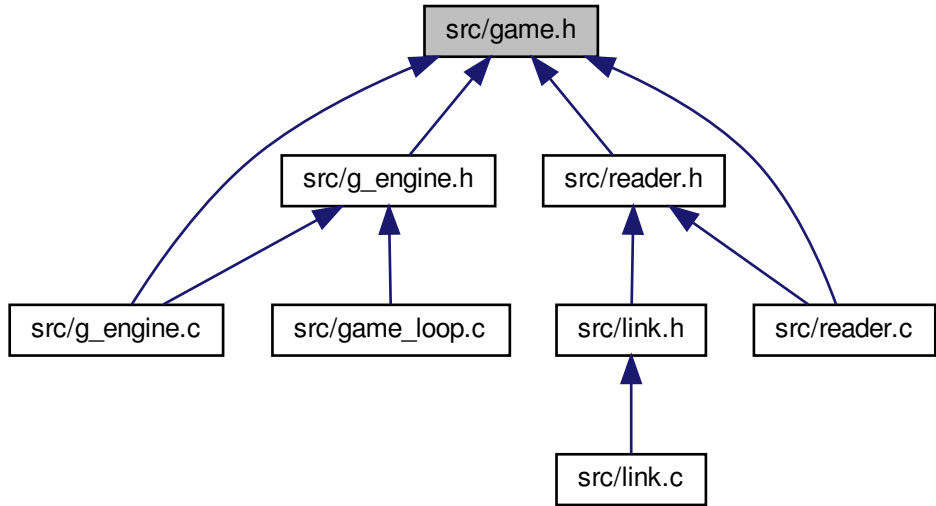 src/game.h
src/g_engine.h
src/reader.h
src/g_engine.c
src/game_loop.c
src/link.h
src/reader.c
src/link.c